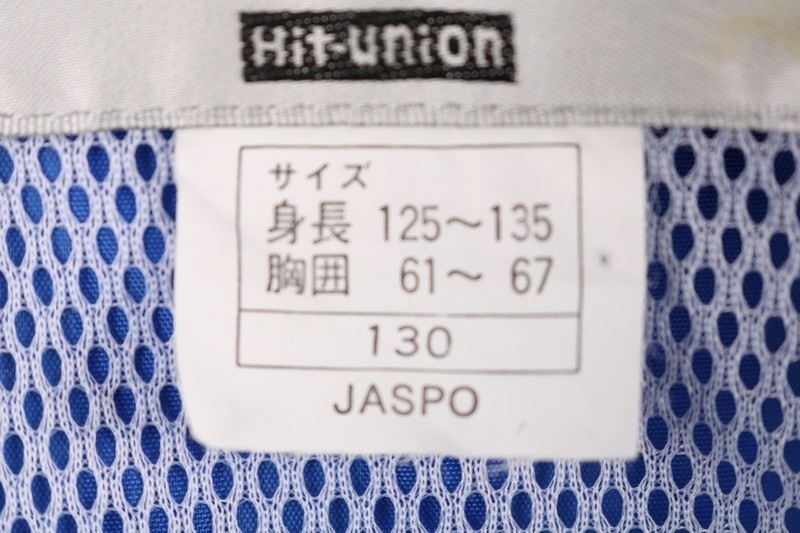 Hit-union
サイズ
身長 125～135
胸囲 61～ 67
130
JASPO